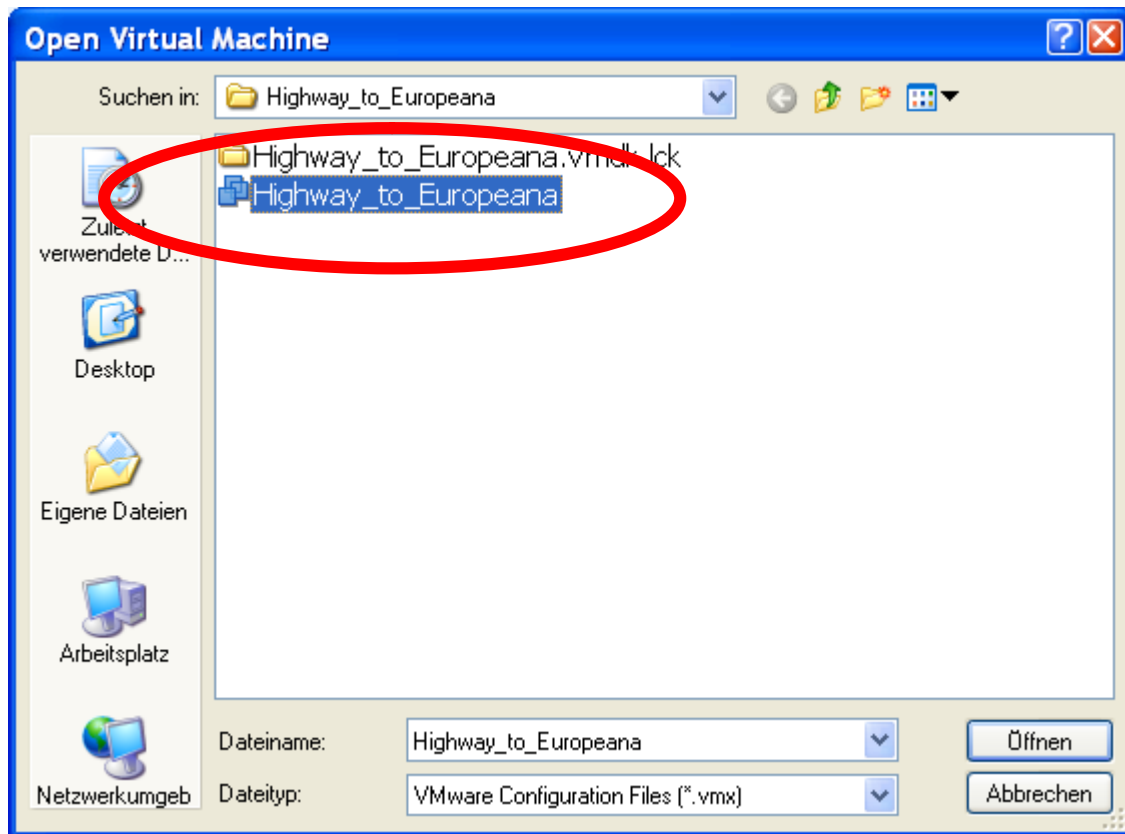 Open Virtual Machine
Suchen in:
Highway_to_Europeana
Highway_to_Europeana.vmdk.lck
Highway_to_Europeana
Zuletzt
verwendete D...
Desktop
Eigene Dateien
Arbeitsplatz
Netzwerkumgeb
Dateiname:
Highway_to_Europeana
Öffnen
Dateityp:
VMware Configuration Files (*.vmx)
Abbrechen